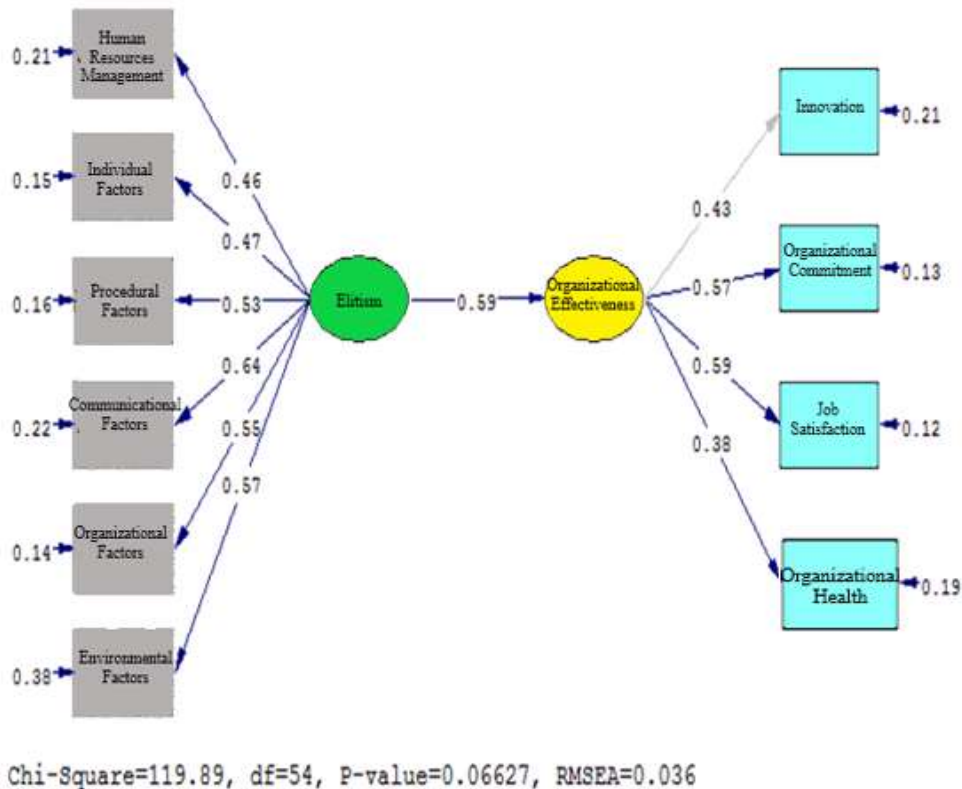 Human
Resources
Management
0.21
Individual
Factors
0.15
Procedural
Factors
0.16
Communicational
Factors
0.22
Organizational
Factors
0.14
Environmental
Factors
0.38
0.46
0.47
0.53
0.64
0.55
0.57
Elitism
0.59
Organizational
Effectiveness
0.43
0.57
0.59
0.38
Innovation
0.21
Organizational
Commitment
0.13
Job
Satisfaction
0.12
Organizational
Health
0.19
Chi-Square=119.89, df=54, P-value=0.06627, RMSEA=0.036